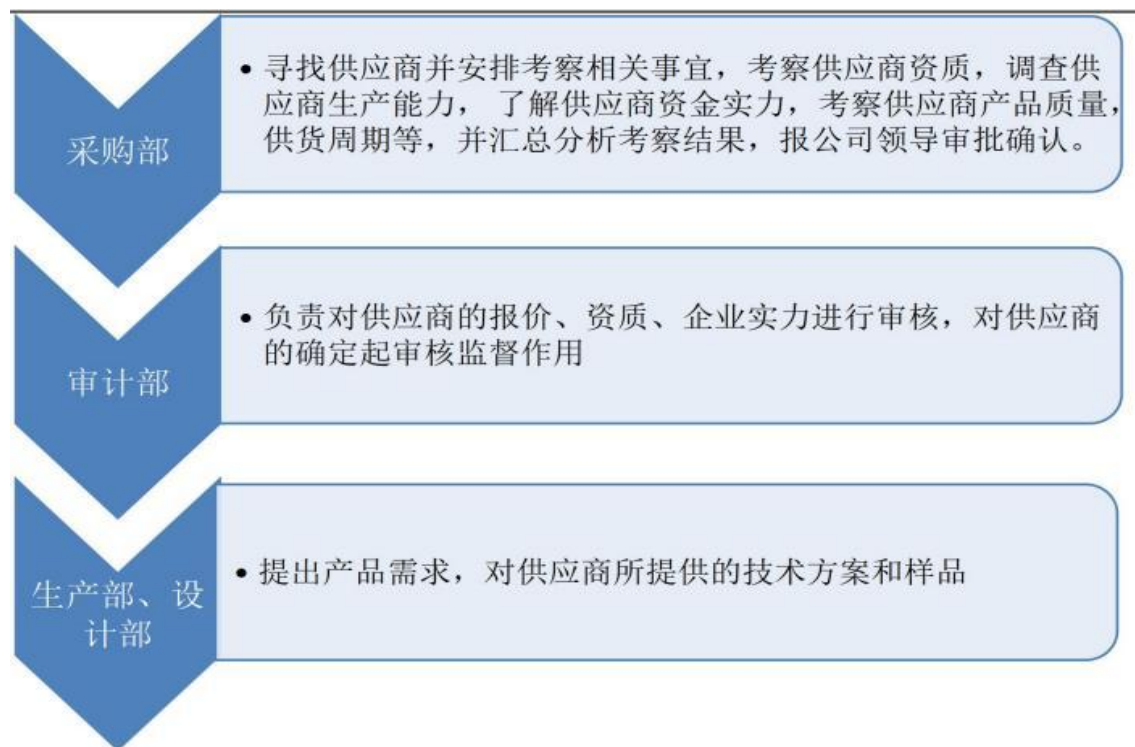 采购部
• 寻找供应商并安排考察相关事宜，考察供应商资质，调查供
应商生产能力， 了解供应商资金实力，考察供应商产品质量，
供货周期等，并汇总分析考察结果，报公司领导审批确认。
审计部
• 负责对供应商的报价、资质、企业实力进行审核，对供应商
的确定起审核监督作用
生产部、设
计部
• 提出产品需求，对供应商所提供的技术方案和样品